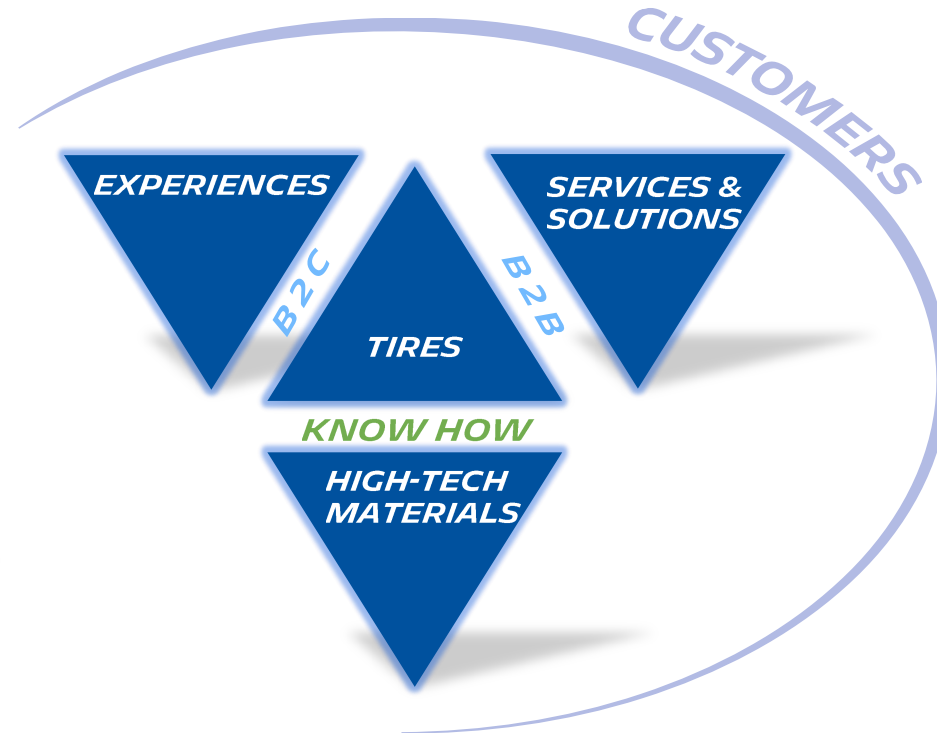 CUSTOMERS
EXPERIENCES
SERVICES &
SOLUTIONS
B2C
B2B
TIRES
KNOW HOW
HIGH-TECH
MATERIALS